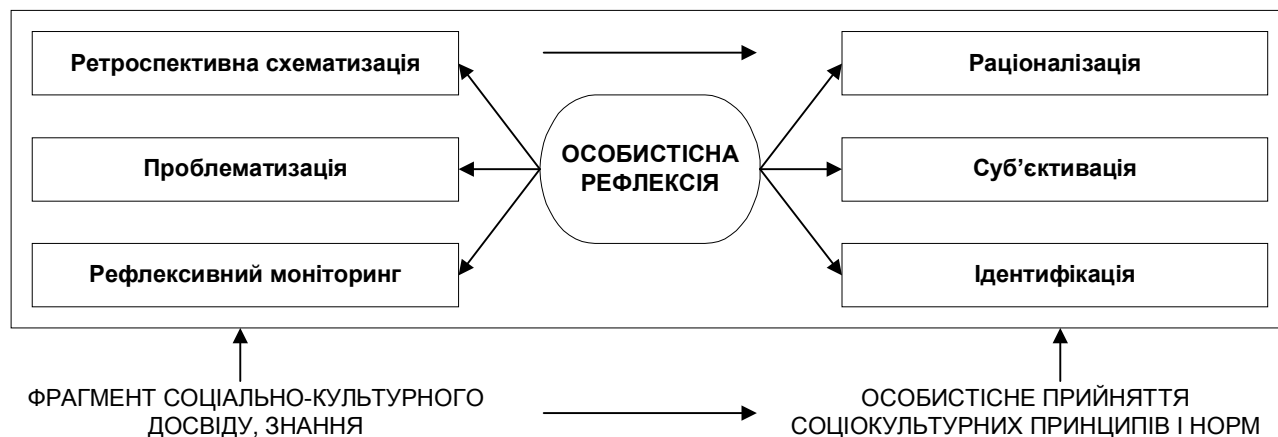 Ретроспективна схематизація
Раціоналізація
ОСОБИСТІСНА
РЕФЛЕКСІЯ
Проблематизація
Суб’єктивація
Рефлексивний моніторинг
Ідентифікація
ФРАГМЕНТ СОЦІАЛЬНО-КУЛЬТУРНОГО
ДОСВІДУ, ЗНАННЯ
ОСОБИСТІСНЕ ПРИЙНЯТТЯ
СОЦІОКУЛЬТУРНИХ ПРИНЦИПІВ І НОРМ